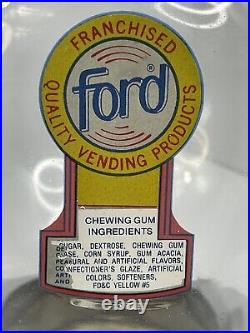 FRANCHISED
ford ®
QUALITY VENDING PRODUCTS
CHEWING GUM
INGREDIENTS
SUGAR, DEXTROSE, CHEWING GUM
BASE, CORN SYRUP, GUM ACACIA,
NATURAL AND ARTIFICIAL FLAVORS,
CONFECTIONER'S GLAZE, ARTIFICIAL
COLORS, SOFTENERS,
FD&C YELLOW #5